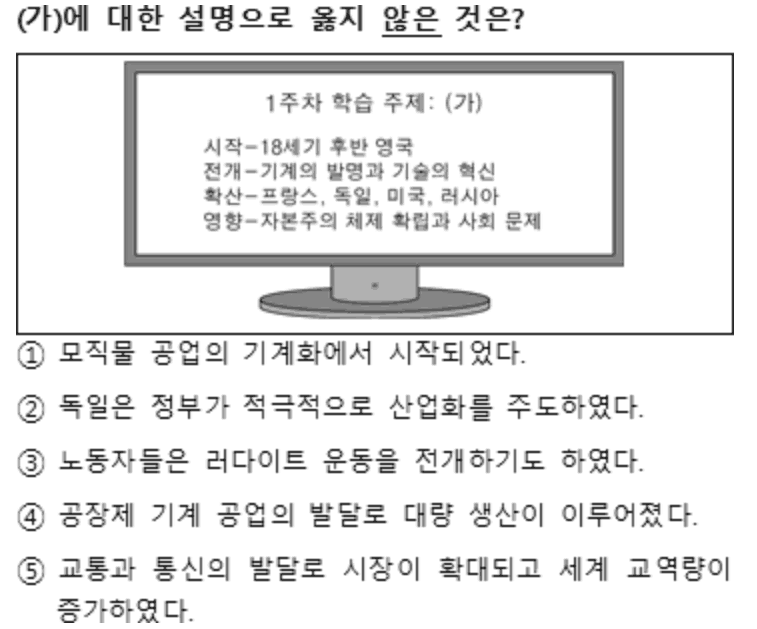 (가)에 대한 설명으로 옳지 않은 것은?
1주차 학습 주제: (가)
시작-18세기 후반 영국
전개-기계의 발명과 기술의 혁신
확산-프랑스, 독일, 미국, 러시아
영향-자본주의 체제 확립과 사회 문제
① 모직물 공업의 기계화에서 시작되었다.
② 독일은 정부가 적극적으로 산업화를 주도하였다.
③ 노동자들은 러다이트 운동을 전개하기도 하였다.
④ 공장제 기계 공업의 발달로 대량 생산이 이루어졌다.
⑤ 교통과 통신의 발달로 시장이 확대되고 세계 교역량이
증가하였다.